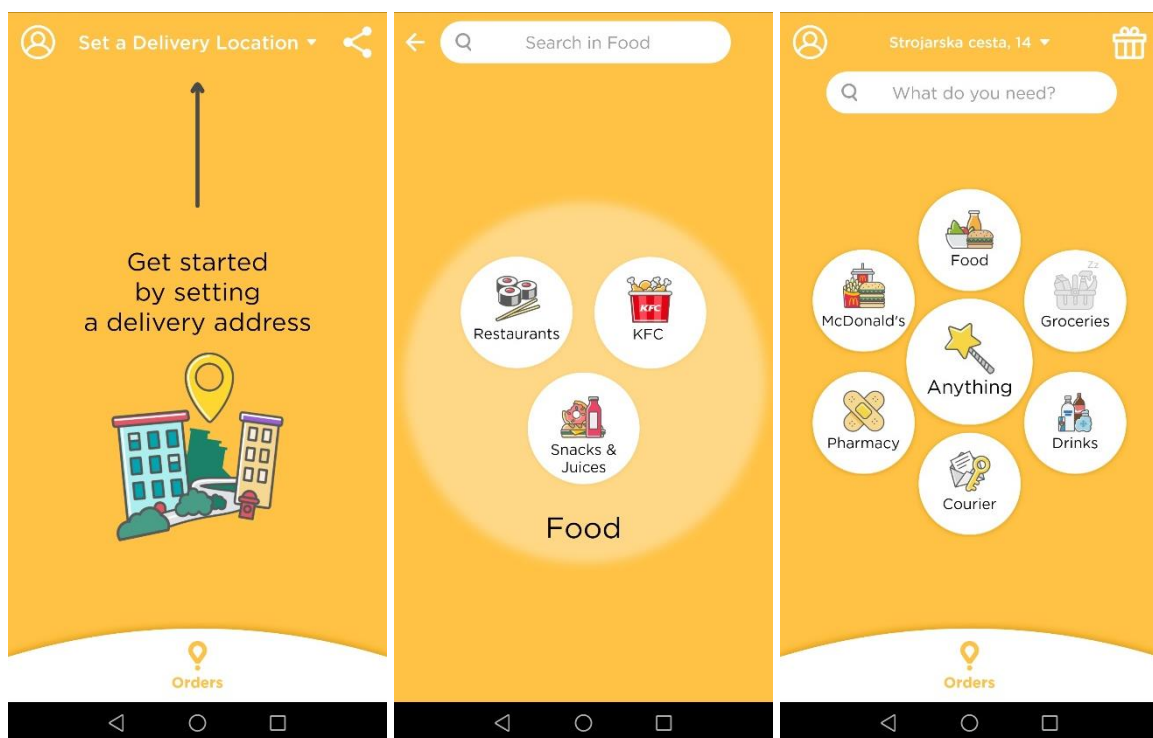 Set a Delivery Location
Get started
by setting
a delivery address
Orders
Search in Food
Restaurants
KFC
KFC
Snacks &
Juices
Food
Strojarska cesta, 14
What do you need?
Food
McDonald's
Zz
Groceries
Anything
Pharmacy
Drinks
Courier
Orders